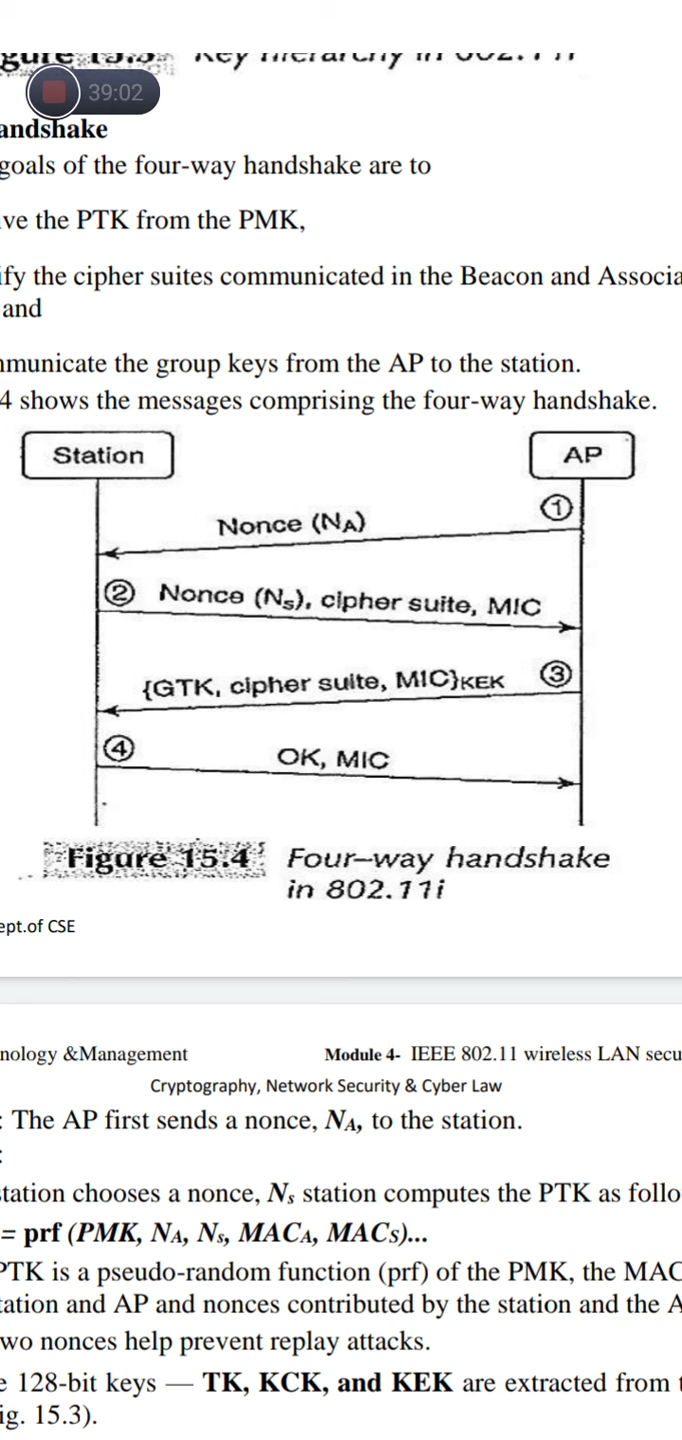 gure 15.3 Key hierarchy in 802.11i
39:02
andshake
goals of the four-way handshake are to
ve the PTK from the PMK,
ify the cipher suites communicated in the Beacon and Associa
and
nmunicate the group keys from the AP to the station.
4 shows the messages comprising the four-way handshake.
Station AP
①
Nonce (NA)
② Nonce (Ns), cipher suite, MIC
{GTK, cipher suite, MIC}KEK ③
④ OK, MIC
Figure 15.4 Four–way handshake
in 802.11i
ept.of CSE
nology &Management Module 4- IEEE 802.11 wireless LAN secu
Cryptography, Network Security & Cyber Law
: The AP first sends a nonce, NA, to the station.
:
station chooses a nonce, Ns station computes the PTK as follo
= prf (PMK, NA, Ns, MACA, MACS)...
PTK is a pseudo-random function (prf) of the PMK, the MAC
tation and AP and nonces contributed by the station and the A
wo nonces help prevent replay attacks.
e 128-bit keys — TK, KCK, and KEK are extracted from t
ig. 15.3).